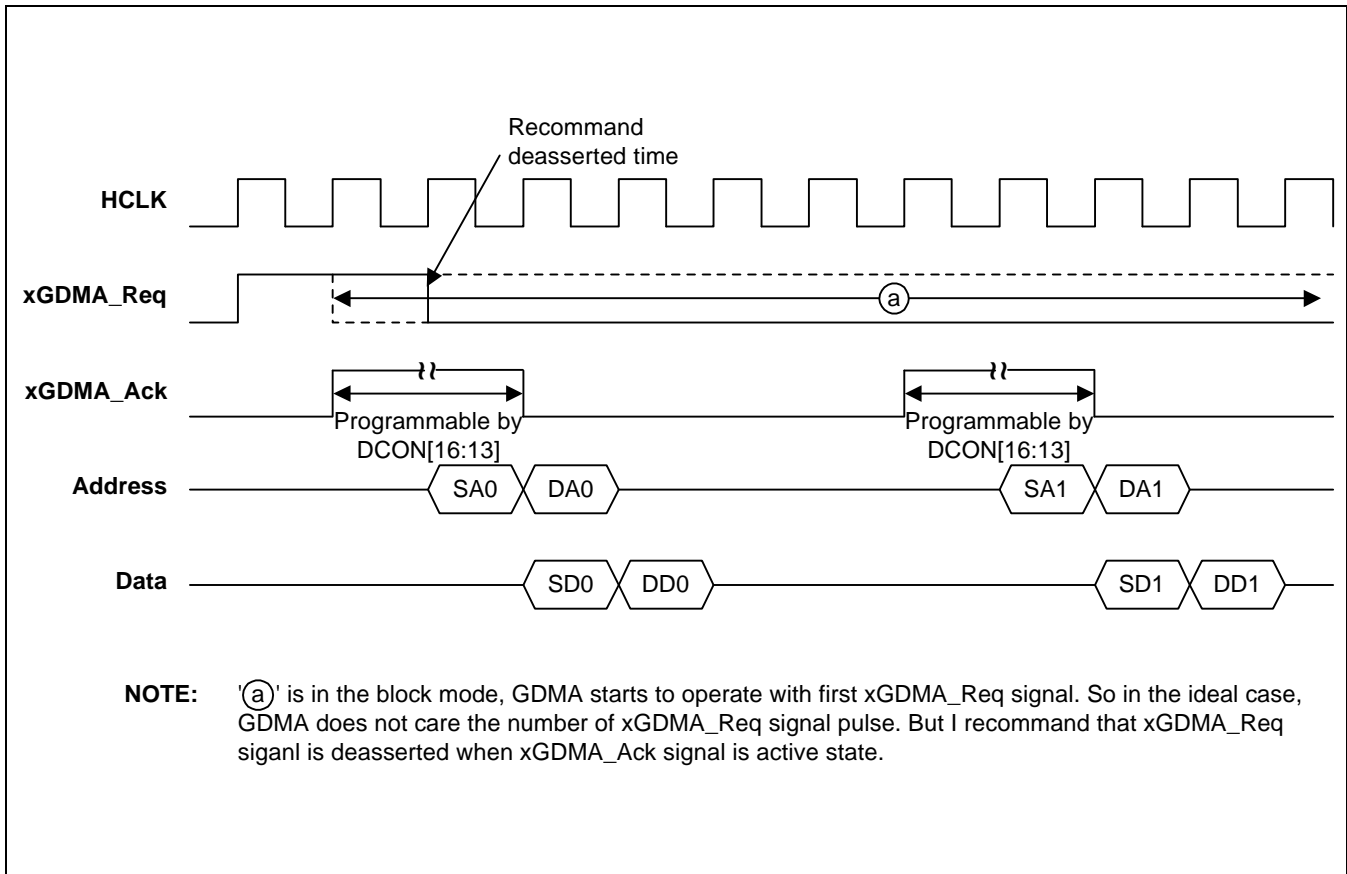 Recommand
deasserted time
HCLK
xGDMA_Req
a
xGDMA_Ack
Programmable by
DCON[16:13]
Programmable by
DCON[16:13]
Address
SA0
DA0
SA1
DA1
Data
SD0
DD0
SD1
DD1
NOTE: 'a' is in the block mode, GDMA starts to operate with first xGDMA_Req signal. So in the ideal case,
GDMA does not care the number of xGDMA_Req signal pulse. But I recommand that xGDMA_Req
siganl is deasserted when xGDMA_Ack signal is active state.